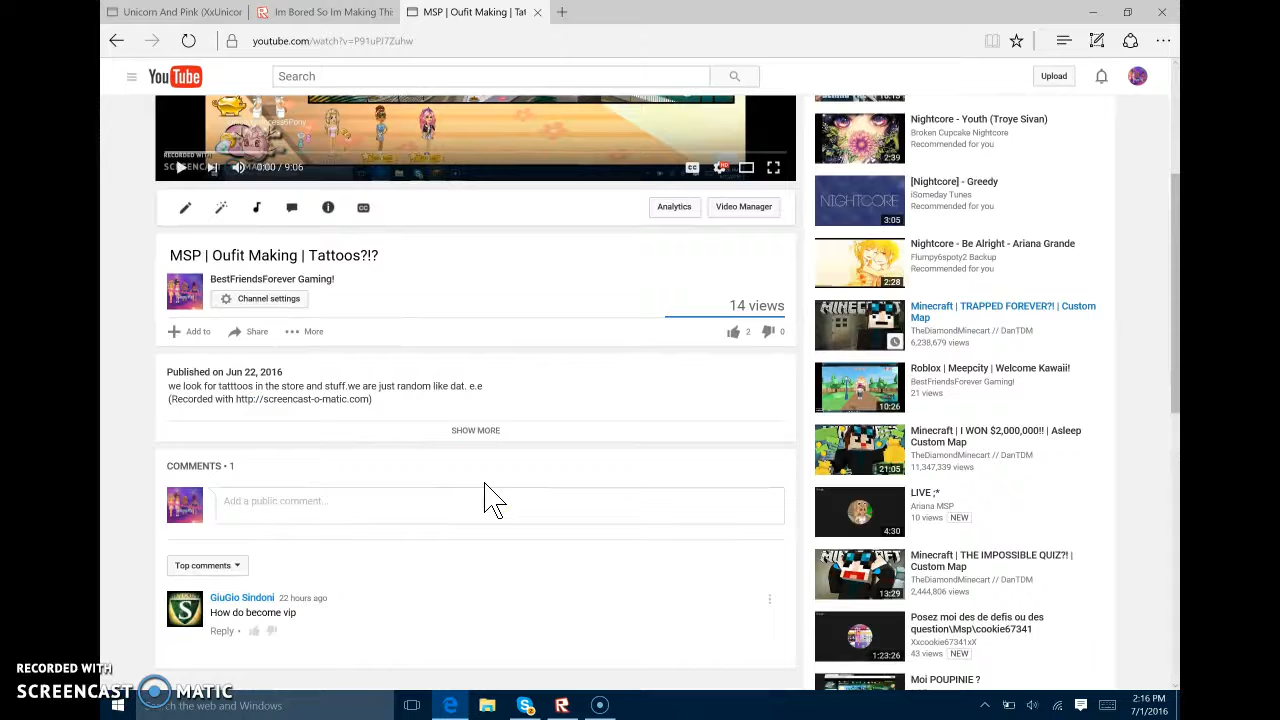 Unicorn And Pink (XxUnicor
Im Bored So Im Making Thi
MSP | Oufit Making | Tat
youtube.com/watch?v=P91uPJ7Zuhw
YouTube
Search
Upload
RECORDED WITH
0:00 / 9:06
CC
HD
Analytics
Video Manager
MSP | Oufit Making | Tattoos?!?
BestFriendsForever Gaming!
Channel settings
14 views
Add to
Share
More
2
0
Published on Jun 22, 2016
we look for tatttoos in the store and stuff.we are just random like dat. e.e
(Recorded with http://screencast-o-matic.com)
SHOW MORE
COMMENTS • 1
Add a public comment...
Top comments
GiuGio Sindoni 22 hours ago
How do become vip
Reply •
Nightcore - Youth (Troye Sivan)
Broken Cupcake Nightcore
Recommended for you
2:39
[Nightcore] - Greedy
iSomeday Tunes
Recommended for you
NIGHTCORE
3:05
Nightcore - Be Alright - Ariana Grande
Flumpy6spoty2 Backup
Recommended for you
2:28
MINECRAFT
Minecraft | TRAPPED FOREVER?! | Custom
Map
TheDiamondMinecart // DanTDM
6,238,679 views
Roblox | Meepcity | Welcome Kawaii!
BestFriendsForever Gaming!
21 views
10:26
Minecraft | I WON $2,000,000!! | Asleep
Custom Map
TheDiamondMinecart // DanTDM
11,347,339 views
21:05
LIVE ;*
Ariana MSP
10 views NEW
4:30
MINECRAFT
Minecraft | THE IMPOSSIBLE QUIZ?! |
Custom Map
TheDiamondMinecart // DanTDM
2,444,806 views
13:29
Posez moi des de defis ou des
question\Msp\cookie67341
Xxcookie67341xX
43 views NEW
1:23:26
Moi POUPINIE ?
RECORDED WITH
SCREENCAST MATIC
the web and Windows
2:16 PM
7/1/2016